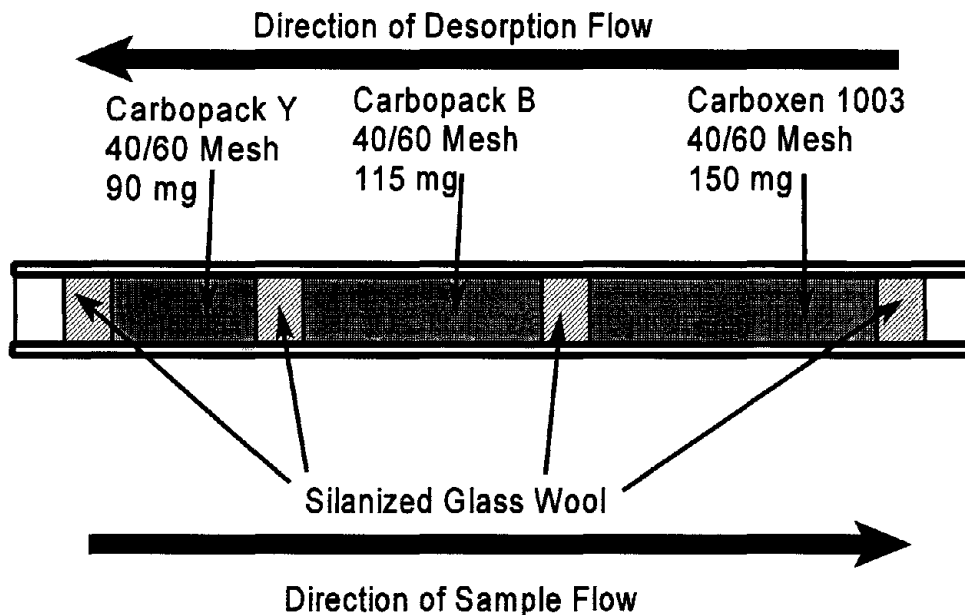 Direction of Desorption Flow
Carbopack Y
40/60 Mesh
90 mg
Carbopack B
40/60 Mesh
115 mg
Carboxen 1003
40/60 Mesh
150 mg
Silanized Glass Wool
Direction of Sample Flow